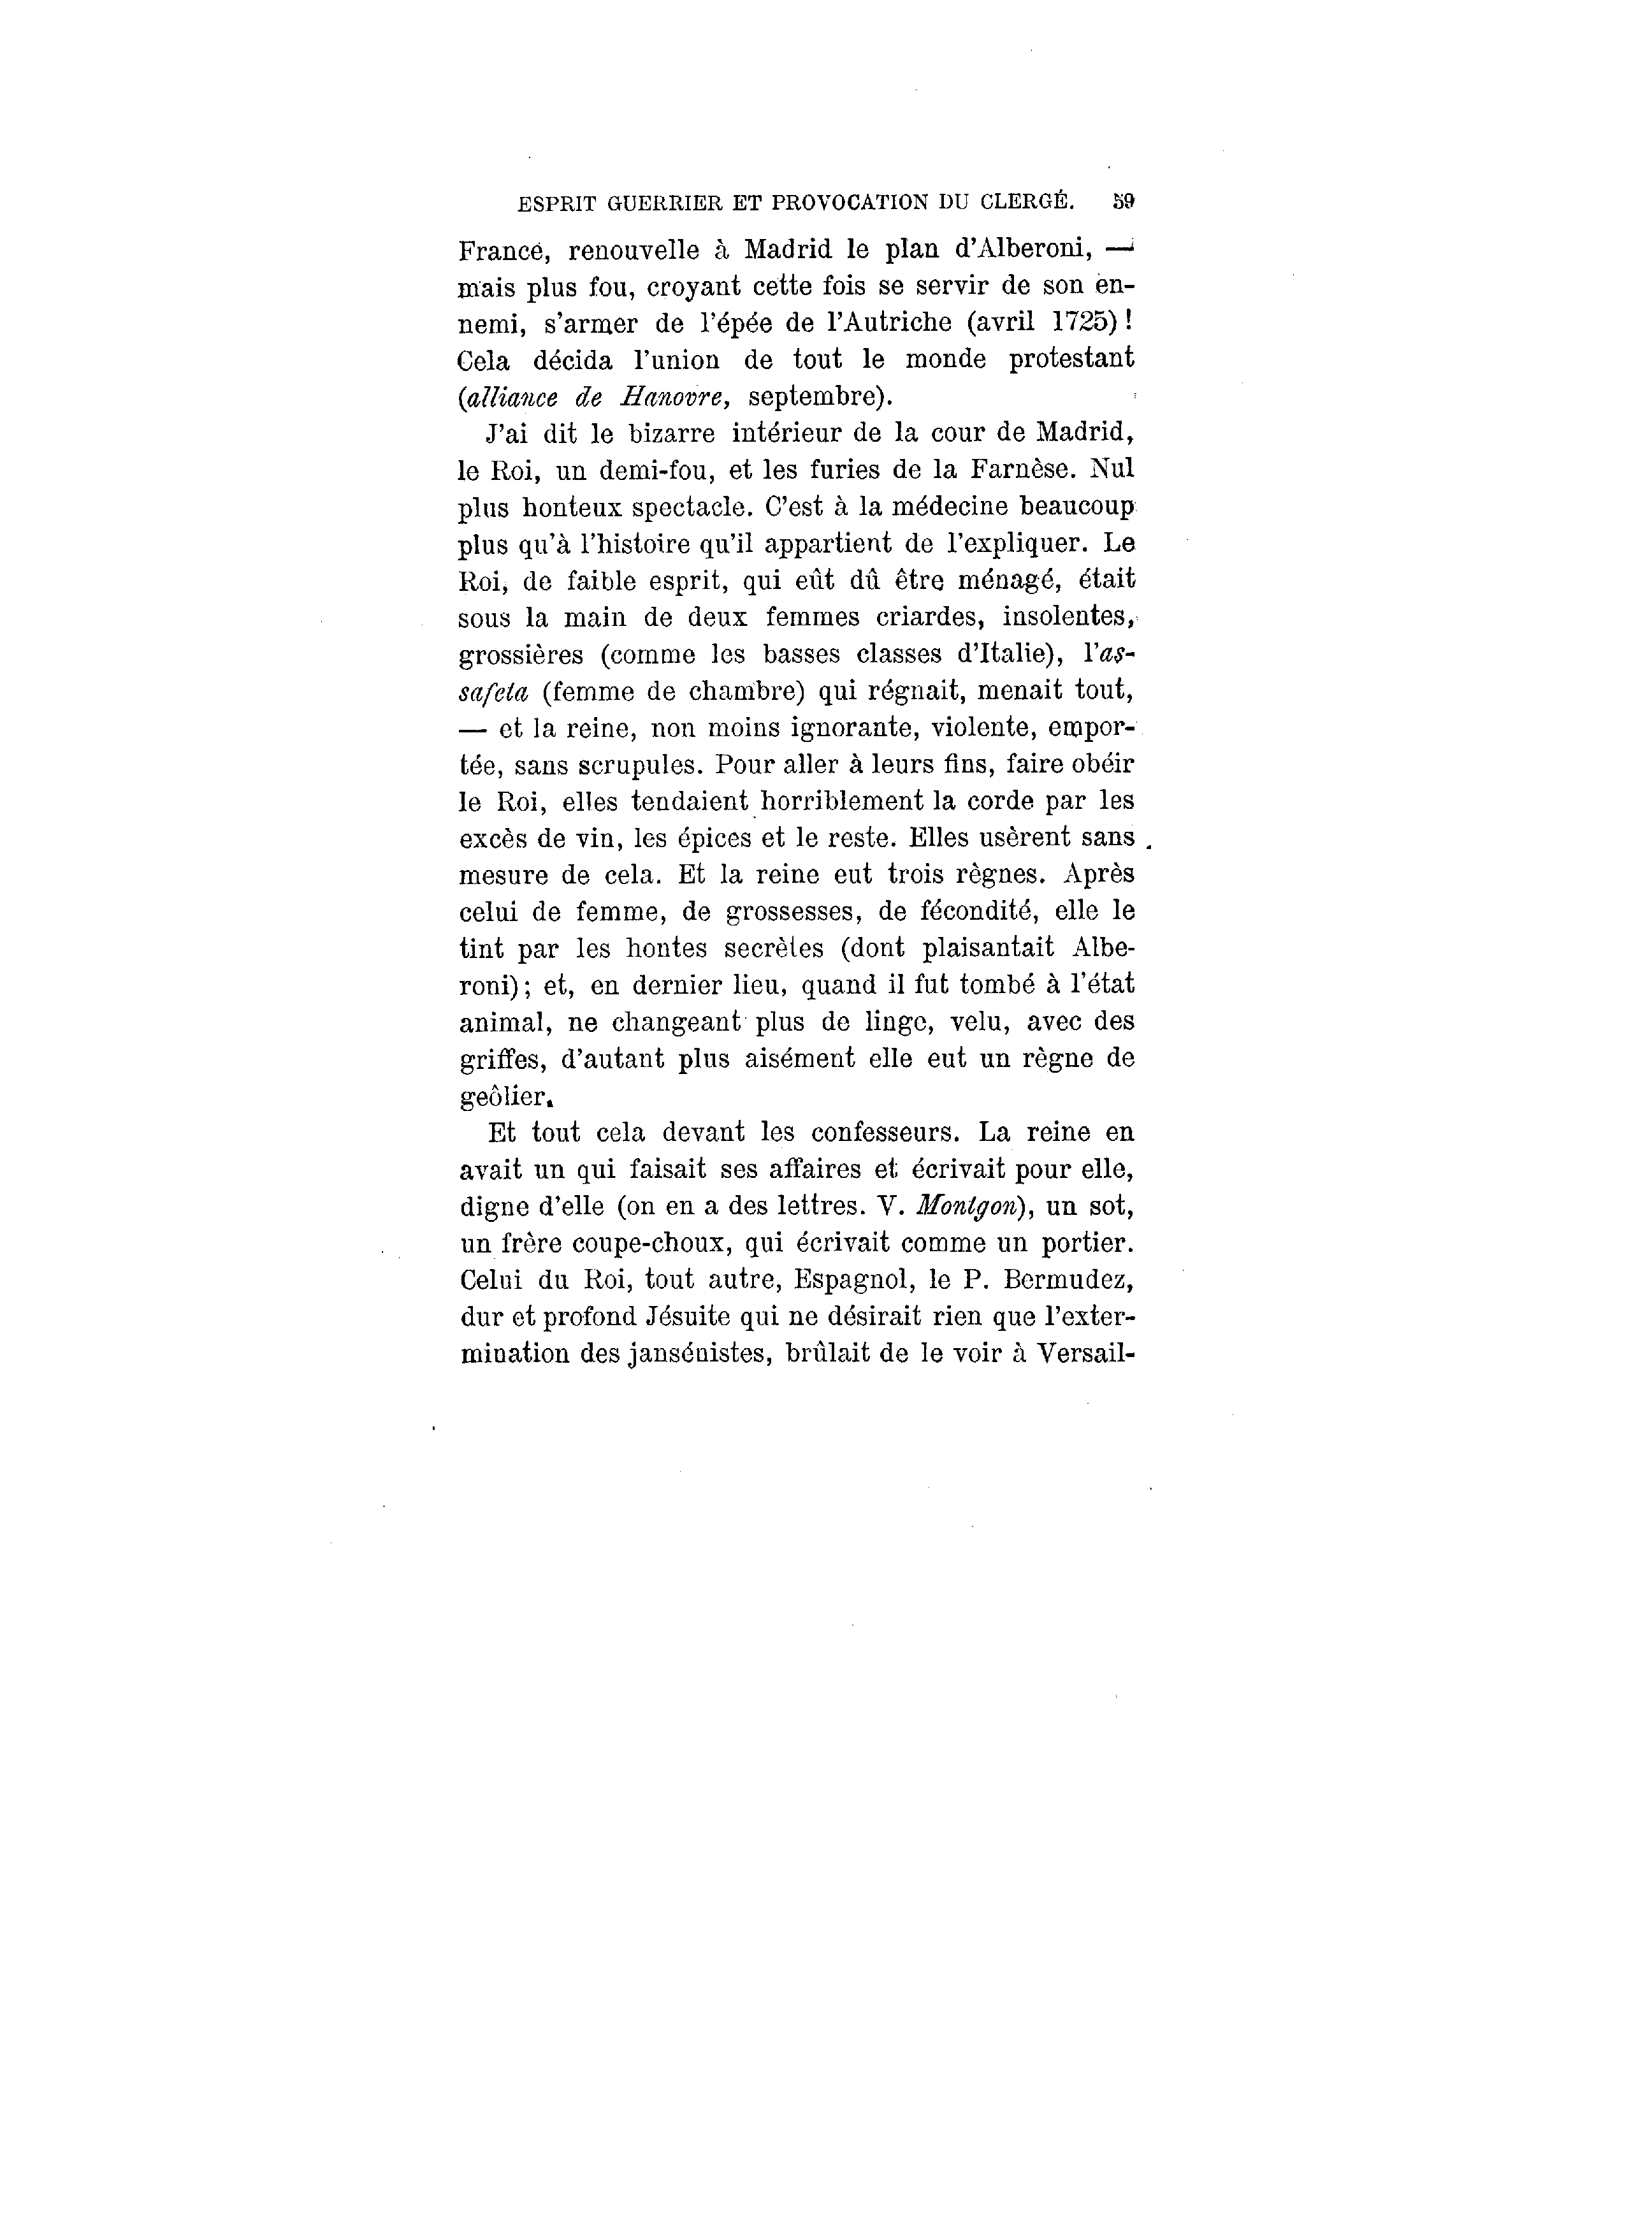 ESPRIT GUERRIER ET PROVOCATION DU CLERGÉ. 59
France, renouvelle à Madrid le plan d'Alberoni, —
mais plus fou, croyant cette fois se servir de son en-
nemi, s'armer de l'épée de l'Autriche (avril 1725)!
Cela décida l'union de tout le monde protestant
(alliance de Hanovre, septembre).
J'ai dit le bizarre intérieur de la cour de Madrid,
le Roi, un demi-fou, et les furies de la Farnèse. Nul
plus honteux spectacle. C'est à la médecine beaucoup
plus qu'à l'histoire qu'il appartient de l'expliquer. Le
Roi, de faible esprit, qui eût dû être ménagé, était
sous la main de deux femmes criardes, insolentes,
grossières (comme les basses classes d'Italie), l'as-
safeta (femme de chambre) qui régnait, menait tout,
— et la reine, non moins ignorante, violente, empor-
tée, sans scrupules. Pour aller à leurs fins, faire obéir
le Roi, elles tendaient horriblement la corde par les
excès de vin, les épices et le reste. Elles usèrent sans
mesure de cela. Et la reine eut trois règnes. Après
celui de femme, de grossesses, de fécondité, elle le
tint par les hontes secrètes (dont plaisantait Albe-
roni); et, en dernier lieu, quand il fut tombé à l'état
animal, ne changeant plus de linge, velu, avec des
griffes, d'autant plus aisément elle eut un règne de
geôlier.
Et tout cela devant les confesseurs. La reine en
avait un qui faisait ses affaires et écrivait pour elle,
digne d'elle (on en a des lettres. V. Montgon), un sot,
un frère coupe-choux, qui écrivait comme un portier.
Celui du Roi, tout autre, Espagnol, le P. Bermudez,
dur et profond Jésuite qui ne désirait rien que l'exter-
mination des jansénistes, brûlait de le voir à Versail-